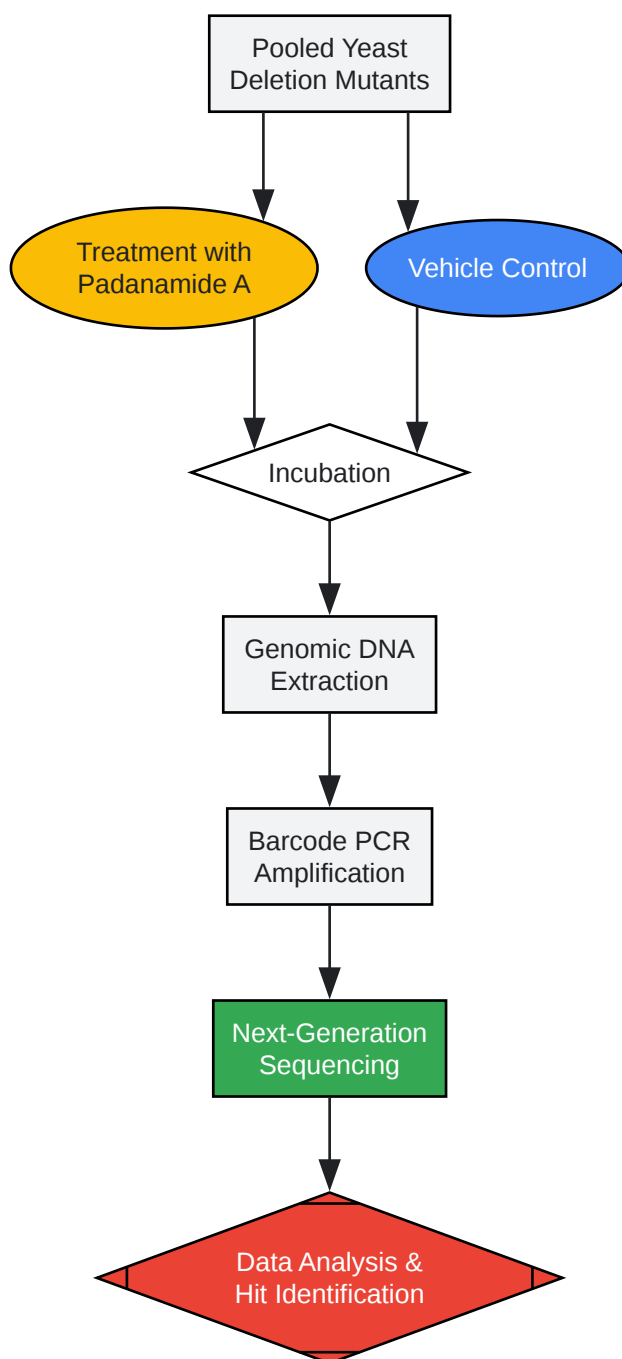 Pooled Yeast
Deletion Mutants
Treatment with
Padanamide A
Vehicle Control
Incubation
Genomic DNA
Extraction
Barcode PCR
Amplification
Next-Generation
Sequencing
Data Analysis &
Hit Identification